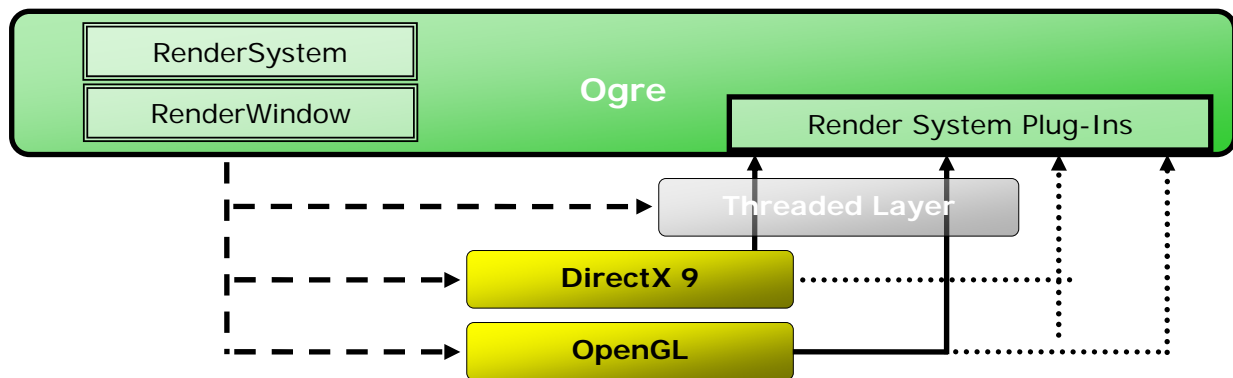 RenderSystem
Ogre
RenderWindow
Render System Plug-Ins
Threaded Layer
DirectX 9
OpenGL